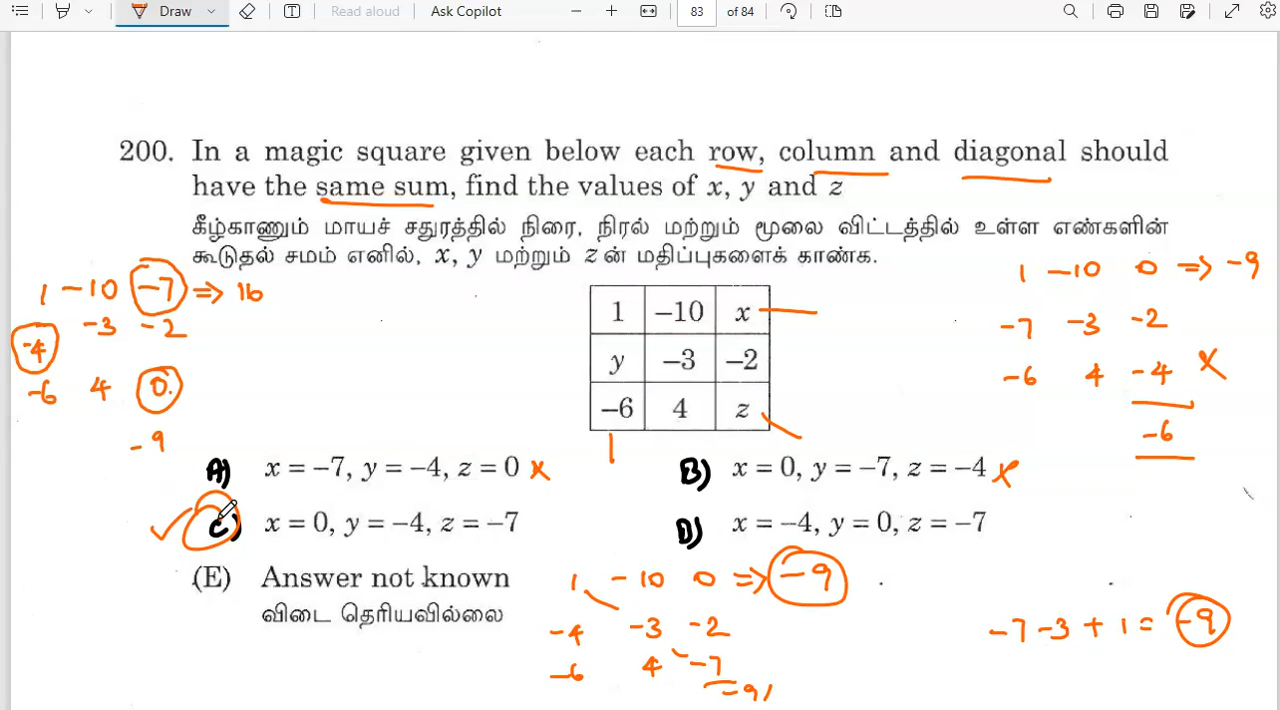 Draw Read aloud Ask Copilot 83 of 84
200. In a magic square given below each row, column and diagonal should
have the same sum, find the values of x, y and z
கீழ்காணும் மாயச் சதுரத்தில் நிரை, நிரல் மற்றும் மூலை விட்டத்தில் உள்ள எண்களின்
கூடுதல் சமம் எனில், x, y மற்றும் z ன் மதிப்புகளைக் காண்க.
1 -10 0 => -9
-7 -3 -2
-6 4 -4 x
-6
1 -10 -7 => 16
-4 -3 -2
-6 4 0.
-9
1 −10 x
y −3 −2
−6 4 z
A) x = −7, y = −4, z = 0 x
B) x = 0, y = −7, z = −4 x
C) x = 0, y = −4, z = −7
D) x = −4, y = 0, z = −7
(E) Answer not known
விடை தெரியவில்லை
1 -10 0 => -9
-4 -3 -2
-6 4 -7
-7 -3 + 1 = -9